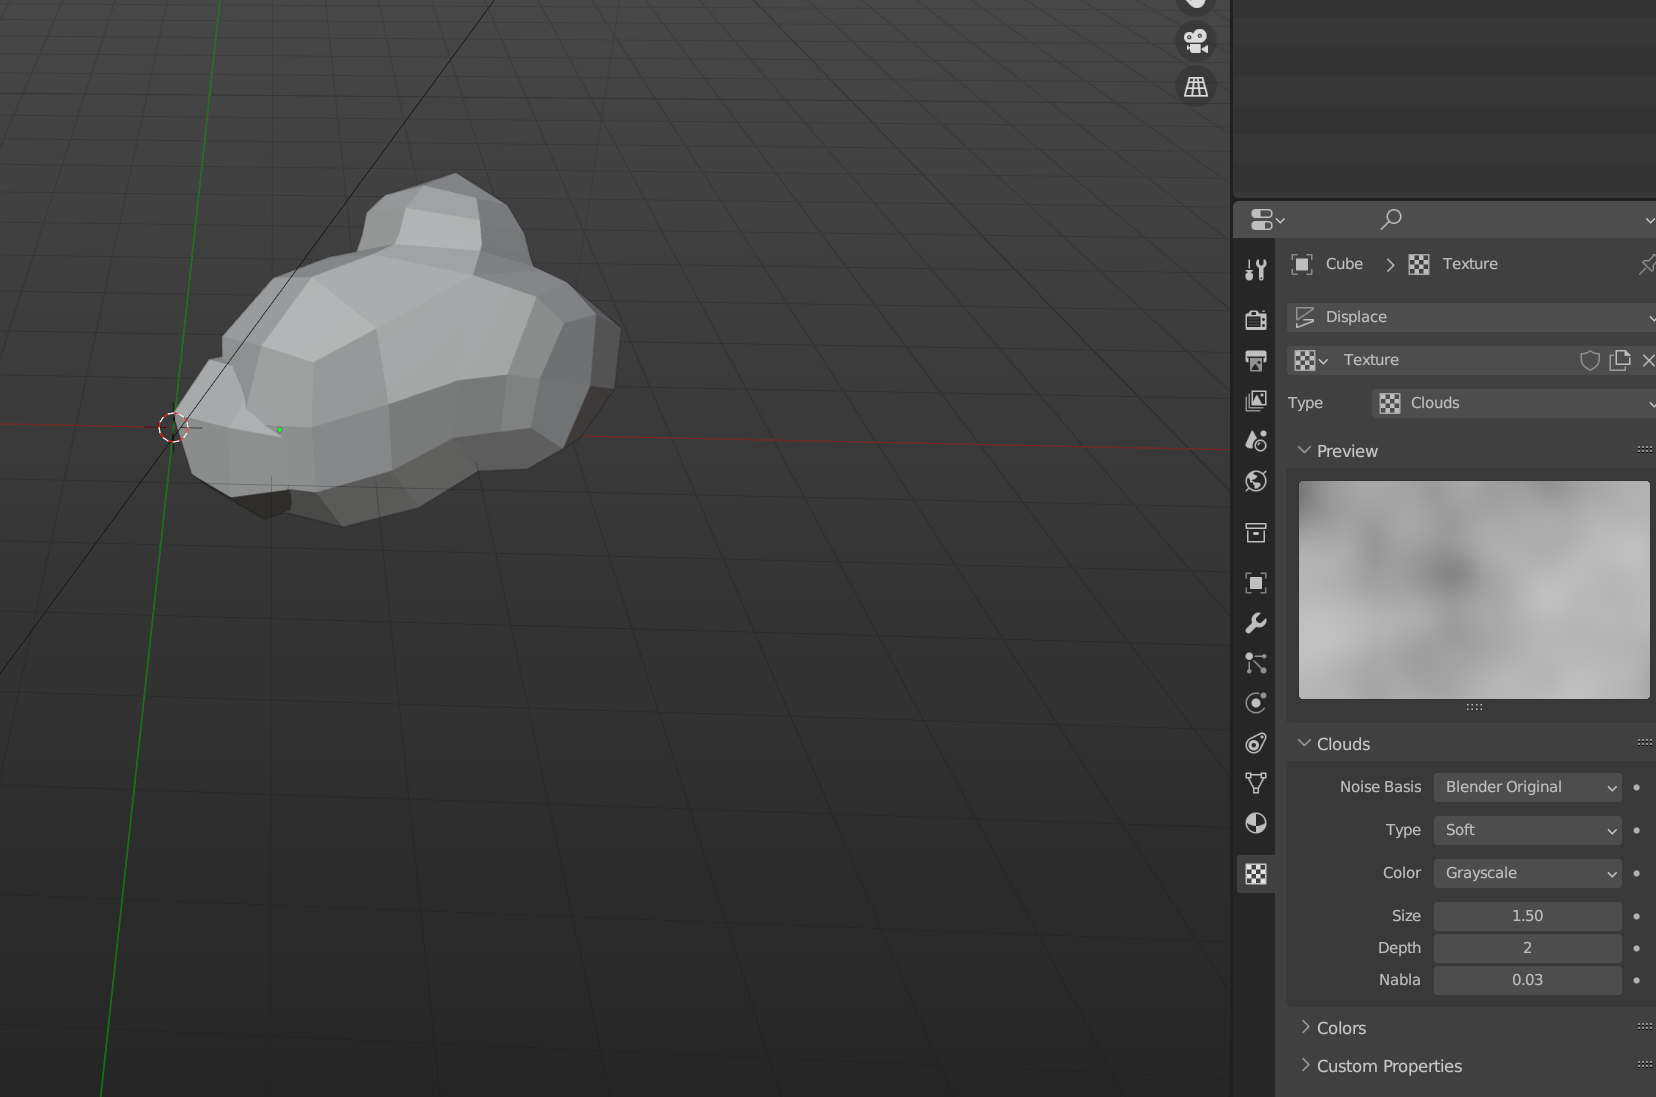 Cube > Texture
Displace
Texture
Type Clouds
Preview
Clouds
Noise Basis Blender Original
Type Soft
Color Grayscale
Size 1.50
Depth 2
Nabla 0.03
Colors
Custom Properties